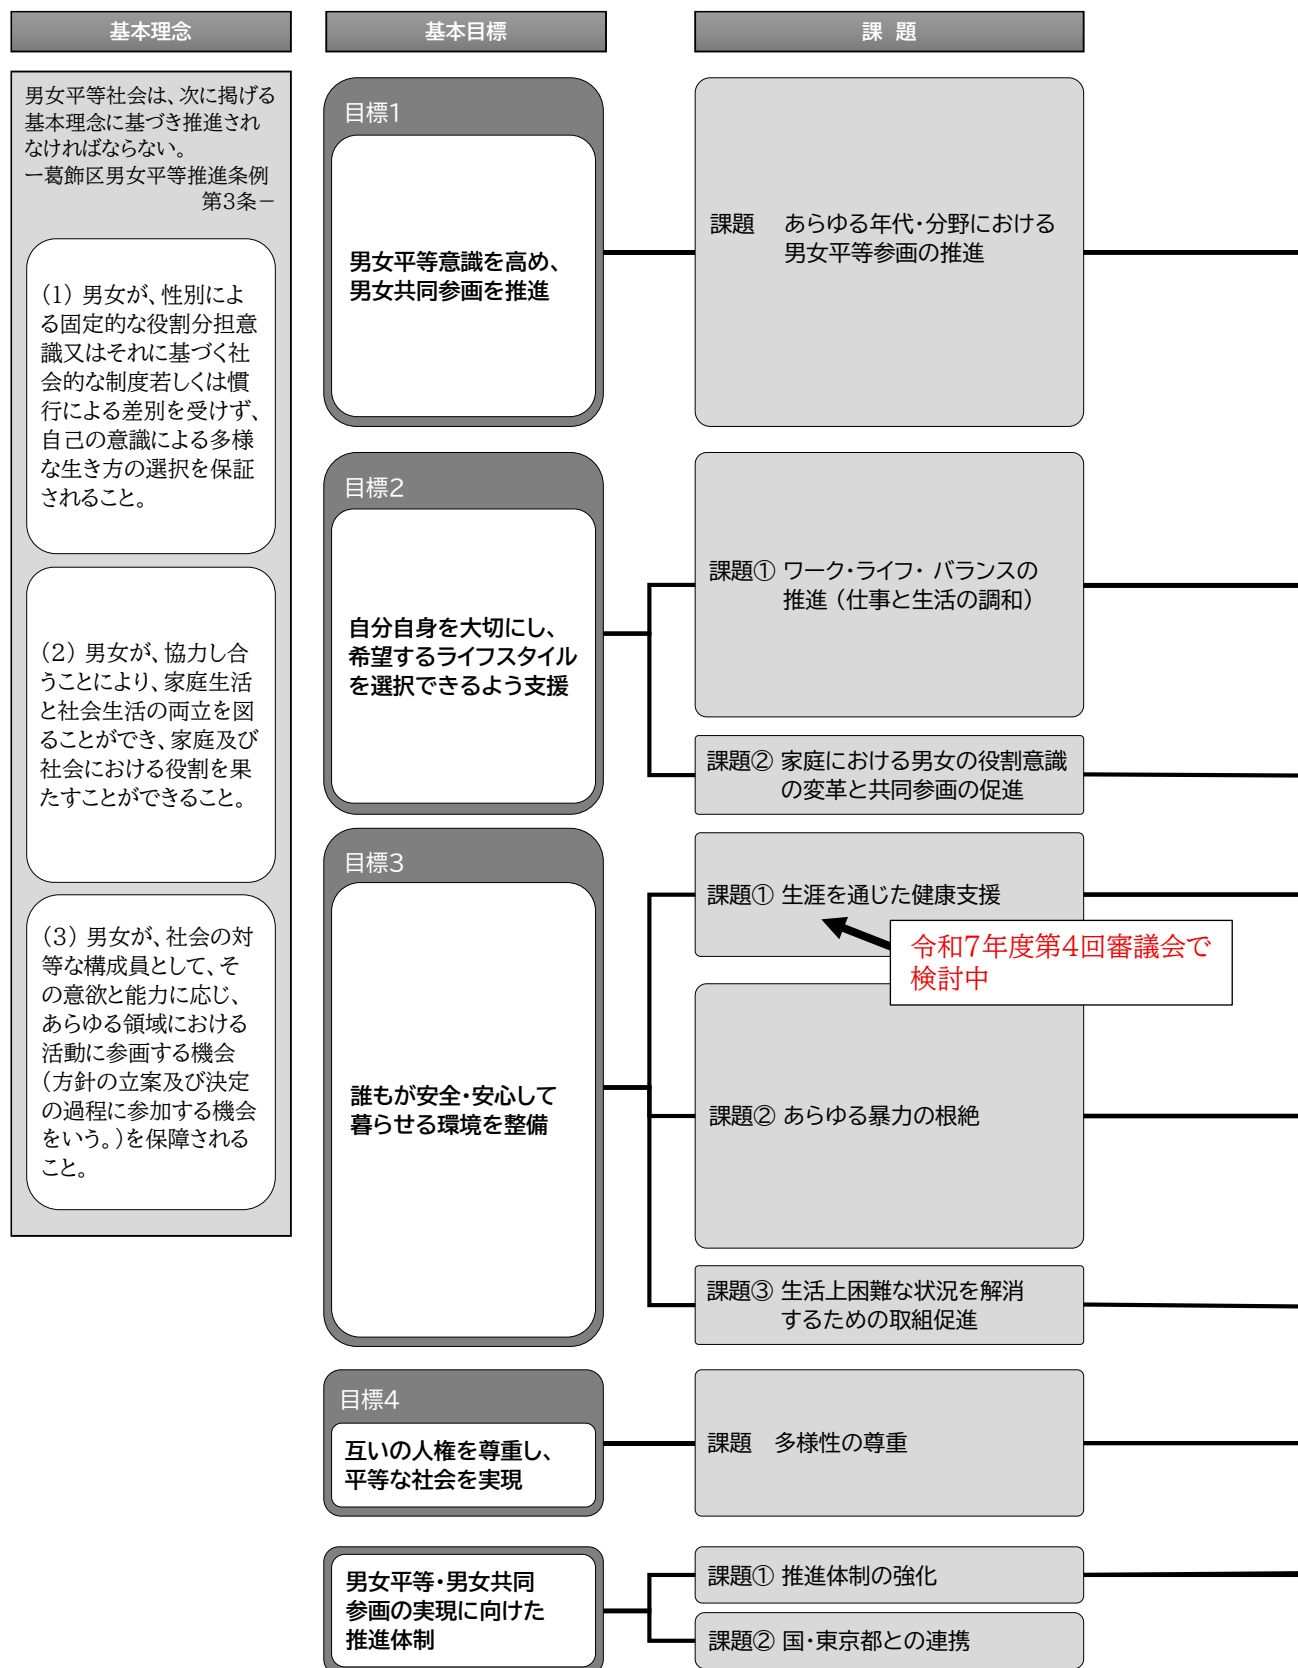 基本理念
男女平等社会は、次に掲げる
基本理念に基づき推進され
なければならない。
ー葛飾区男女平等推進条例
第3条－
（1） 男女が、性別によ
る固定的な役割分担意
識又はそれに基づく社
会的な制度若しくは慣
行による差別を受けず、
自己の意識による多様
な生き方の選択を保証
されること。
（2） 男女が、協力し合
うことにより、家庭生活
と社会生活の両立を図
ることができ、家庭及び
社会における役割を果
たすことができること。
（3） 男女が、社会の対
等な構成員として、そ
の意欲と能力に応じ、
あらゆる領域における
活動に参画する機会
（方針の立案及び決定
の過程に参加する機会
をいう。）を保障される
こと。
基本目標
目標1
男女平等意識を高め、
男女共同参画を推進
目標2
自分自身を大切にし、
希望するライフスタイル
を選択できるよう支援
目標3
誰もが安全・安心して
暮らせる環境を整備
目標4
互いの人権を尊重し、
平等な社会を実現
男女平等・男女共同
参画の実現に向けた
推進体制
課 題
課題 あらゆる年代・分野における
男女平等参画の推進
課題① ワーク・ライフ・ バランスの
推進（仕事と生活の調和）
課題② 家庭における男女の役割意識
の変革と共同参画の促進
課題① 生涯を通じた健康支援
令和7年度第4回審議会で
検討中
課題② あらゆる暴力の根絶
課題③ 生活上困難な状況を解消
するための取組促進
課題 多様性の尊重
課題① 推進体制の強化
課題② 国・東京都との連携